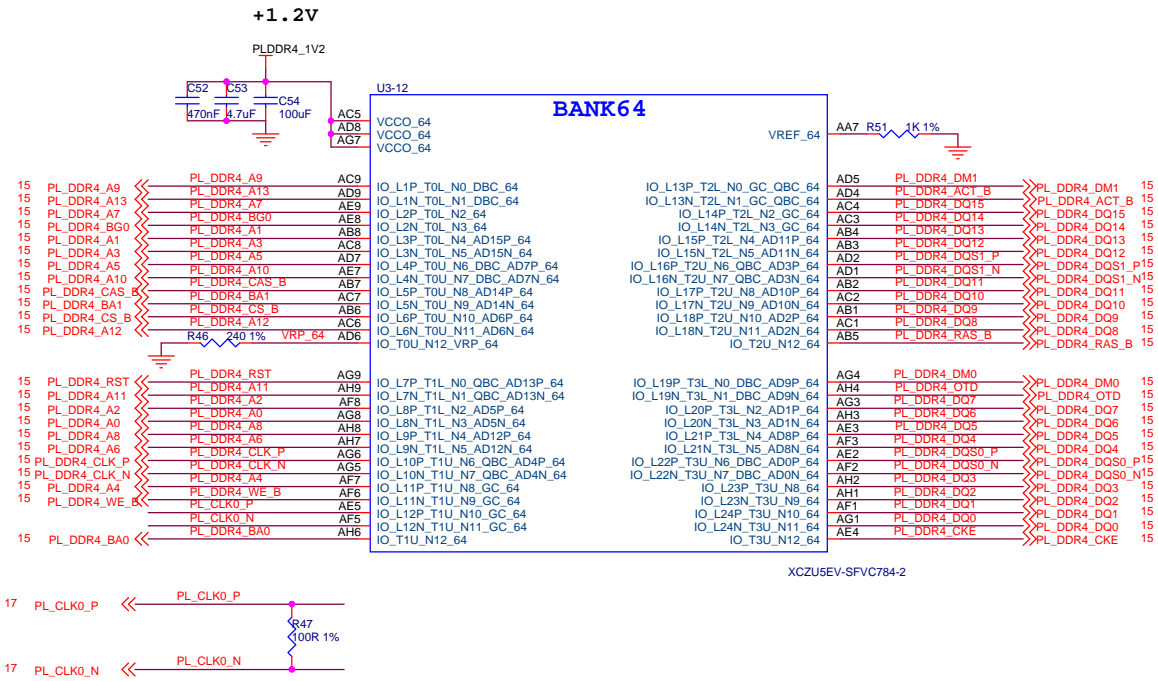 +1.2V
PLDDR4_1V2
C52 C53 C54
470nF 4.7uF 100uF
U3-12
BANK64
AC5 VCCO_64
AD8 VCCO_64
AG7 VCCO_64
VREF_64 AA7 R51 1K 1%
15 PL_DDR4_A9 PL_DDR4_A9 AC9 IO_L1P_T0L_N0_DBC_64
15 PL_DDR4_A13 PL_DDR4_A13 AD9 IO_L1N_T0L_N1_DBC_64
15 PL_DDR4_A7 PL_DDR4_A7 AE9 IO_L2P_T0L_N2_64
15 PL_DDR4_BG0 PL_DDR4_BG0 AE8 IO_L2N_T0L_N3_64
15 PL_DDR4_A1 PL_DDR4_A1 AB8 IO_L3P_T0L_N4_AD15P_64
15 PL_DDR4_A3 PL_DDR4_A3 AC8 IO_L3N_T0L_N5_AD15N_64
15 PL_DDR4_A5 PL_DDR4_A5 AD7 IO_L4P_T0U_N6_DBC_AD7P_64
15 PL_DDR4_A10 PL_DDR4_A10 AE7 IO_L4N_T0U_N7_DBC_AD7N_64
15 PL_DDR4_CAS_B PL_DDR4_CAS_B AB7 IO_L5P_T0U_N8_AD14P_64
15 PL_DDR4_BA1 PL_DDR4_BA1 AC7 IO_L5N_T0U_N9_AD14N_64
15 PL_DDR4_CS_B PL_DDR4_CS_B AB6 IO_L6P_T0U_N10_AD6P_64
15 PL_DDR4_A12 PL_DDR4_A12 AC6 IO_L6N_T0U_N11_AD6N_64
R46 240 1% VRP_64 AD6 IO_T0U_N12_VRP_64
IO_L13P_T2L_N0_GC_QBC_64 AD5 PL_DDR4_DM1 PL_DDR4_DM1 15
IO_L13N_T2L_N1_GC_QBC_64 AD4 PL_DDR4_ACT_B PL_DDR4_ACT_B 15
IO_L14P_T2L_N2_GC_64 AC4 PL_DDR4_DQ15 PL_DDR4_DQ15 15
IO_L14N_T2L_N3_GC_64 AC3 PL_DDR4_DQ14 PL_DDR4_DQ14 15
IO_L15P_T2L_N4_AD11P_64 AB4 PL_DDR4_DQ13 PL_DDR4_DQ13 15
IO_L15N_T2L_N5_AD11N_64 AB3 PL_DDR4_DQ12 PL_DDR4_DQ12 15
IO_L16P_T2U_N6_QBC_AD3P_64 AD2 PL_DDR4_DQS1_P PL_DDR4_DQS1_P 15
IO_L16N_T2U_N7_QBC_AD3N_64 AD1 PL_DDR4_DQS1_N PL_DDR4_DQS1_N 15
IO_L17P_T2U_N8_AD10P_64 AB2 PL_DDR4_DQ11 PL_DDR4_DQ11 15
IO_L17N_T2U_N9_AD10N_64 AC2 PL_DDR4_DQ10 PL_DDR4_DQ10 15
IO_L18P_T2U_N10_AD2P_64 AB1 PL_DDR4_DQ9 PL_DDR4_DQ9 15
IO_L18N_T2U_N11_AD2N_64 AC1 PL_DDR4_DQ8 PL_DDR4_DQ8 15
IO_T2U_N12_64 AB5 PL_DDR4_RAS_B PL_DDR4_RAS_B 15
15 PL_DDR4_RST PL_DDR4_RST AG9 IO_L7P_T1L_N0_QBC_AD13P_64
15 PL_DDR4_A11 PL_DDR4_A11 AH9 IO_L7N_T1L_N1_QBC_AD13N_64
15 PL_DDR4_A2 PL_DDR4_A2 AF8 IO_L8P_T1L_N2_AD5P_64
15 PL_DDR4_A0 PL_DDR4_A0 AG8 IO_L8N_T1L_N3_AD5N_64
15 PL_DDR4_A8 PL_DDR4_A8 AH8 IO_L9P_T1L_N4_AD12P_64
15 PL_DDR4_A6 PL_DDR4_A6 AH7 IO_L9N_T1L_N5_AD12N_64
15 PL_DDR4_CLK_P PL_DDR4_CLK_P AG6 IO_L10P_T1U_N6_QBC_AD4P_64
15 PL_DDR4_CLK_N PL_DDR4_CLK_N AG5 IO_L10N_T1U_N7_QBC_AD4N_64
15 PL_DDR4_A4 PL_DDR4_A4 AF7 IO_L11P_T1U_N8_GC_64
15 PL_DDR4_WE_B PL_DDR4_WE_B AF6 IO_L11N_T1U_N9_GC_64
PL_CLK0_P AE5 IO_L12P_T1U_N10_GC_64
PL_CLK0_N AF5 IO_L12N_T1U_N11_GC_64
15 PL_DDR4_BA0 PL_DDR4_BA0 AH6 IO_T1U_N12_64
IO_L19P_T3L_N0_DBC_AD9P_64 AG4 PL_DDR4_DM0 PL_DDR4_DM0 15
IO_L19N_T3L_N1_DBC_AD9N_64 AH4 PL_DDR4_OTD PL_DDR4_OTD 15
IO_L20P_T3L_N2_AD1P_64 AG3 PL_DDR4_DQ7 PL_DDR4_DQ7 15
IO_L20N_T3L_N3_AD1N_64 AH3 PL_DDR4_DQ6 PL_DDR4_DQ6 15
IO_L21P_T3L_N4_AD8P_64 AE3 PL_DDR4_DQ5 PL_DDR4_DQ5 15
IO_L21N_T3L_N5_AD8N_64 AF3 PL_DDR4_DQ4 PL_DDR4_DQ4 15
IO_L22P_T3U_N6_DBC_AD0P_64 AE2 PL_DDR4_DQS0_P PL_DDR4_DQS0_P 15
IO_L22N_T3U_N7_DBC_AD0N_64 AF2 PL_DDR4_DQS0_N PL_DDR4_DQS0_N 15
IO_L23P_T3U_N8_64 AH2 PL_DDR4_DQ3 PL_DDR4_DQ3 15
IO_L23N_T3U_N9_64 AH1 PL_DDR4_DQ2 PL_DDR4_DQ2 15
IO_L24P_T3U_N10_64 AF1 PL_DDR4_DQ1 PL_DDR4_DQ1 15
IO_L24N_T3U_N11_64 AG1 PL_DDR4_DQ0 PL_DDR4_DQ0 15
IO_T3U_N12_64 AE4 PL_DDR4_CKE PL_DDR4_CKE 15
XCZU5EV-SFVC784-2
17 PL_CLK0_P PL_CLK0_P
R47
100R 1%
17 PL_CLK0_N PL_CLK0_N